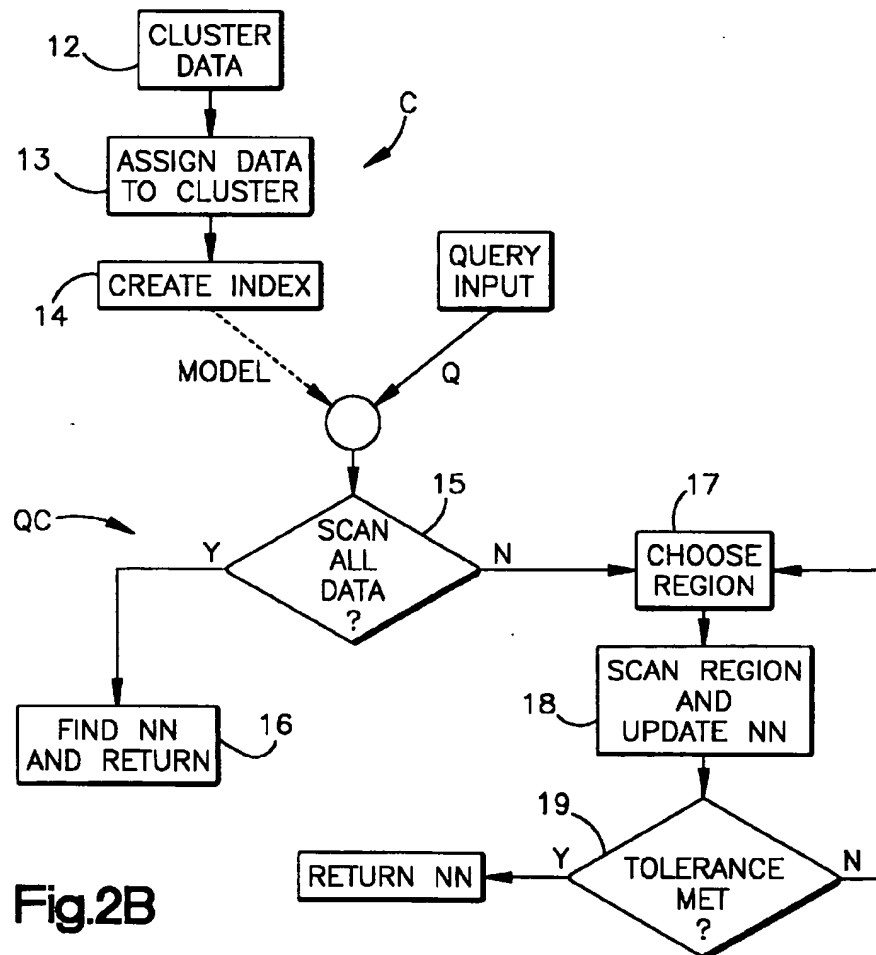 12
CLUSTER
DATA
C
13
ASSIGN DATA
TO CLUSTER
14
CREATE INDEX
QUERY
INPUT
MODEL
Q
QC
15
SCAN
ALL
DATA
?
Y
N
17
CHOOSE
REGION
FIND NN
AND RETURN
16
18
SCAN REGION
AND
UPDATE NN
19
TOLERANCE
MET
?
Y
N
RETURN NN
Fig.2B